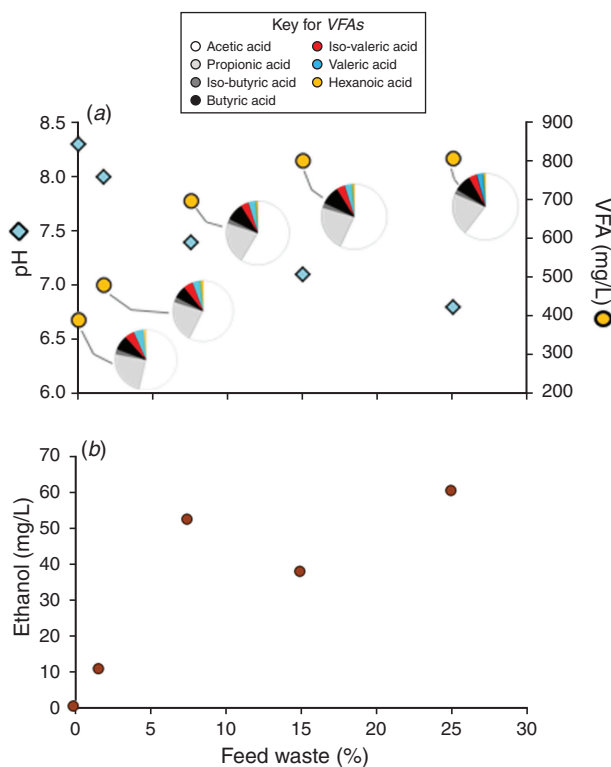 Key for VFAs
Acetic acid
Iso-valeric acid
Propionic acid
Valeric acid
Iso-butyric acid
Hexanoic acid
Butyric acid
(a)
8.5
8.0
7.5
7.0
6.5
6.0
pH
900
800
700
600
500
400
300
200
VFA (mg/L)
(b)
70
60
50
40
30
20
10
0
Ethanol (mg/L)
0 5 10 15 20 25 30
Feed waste (%)